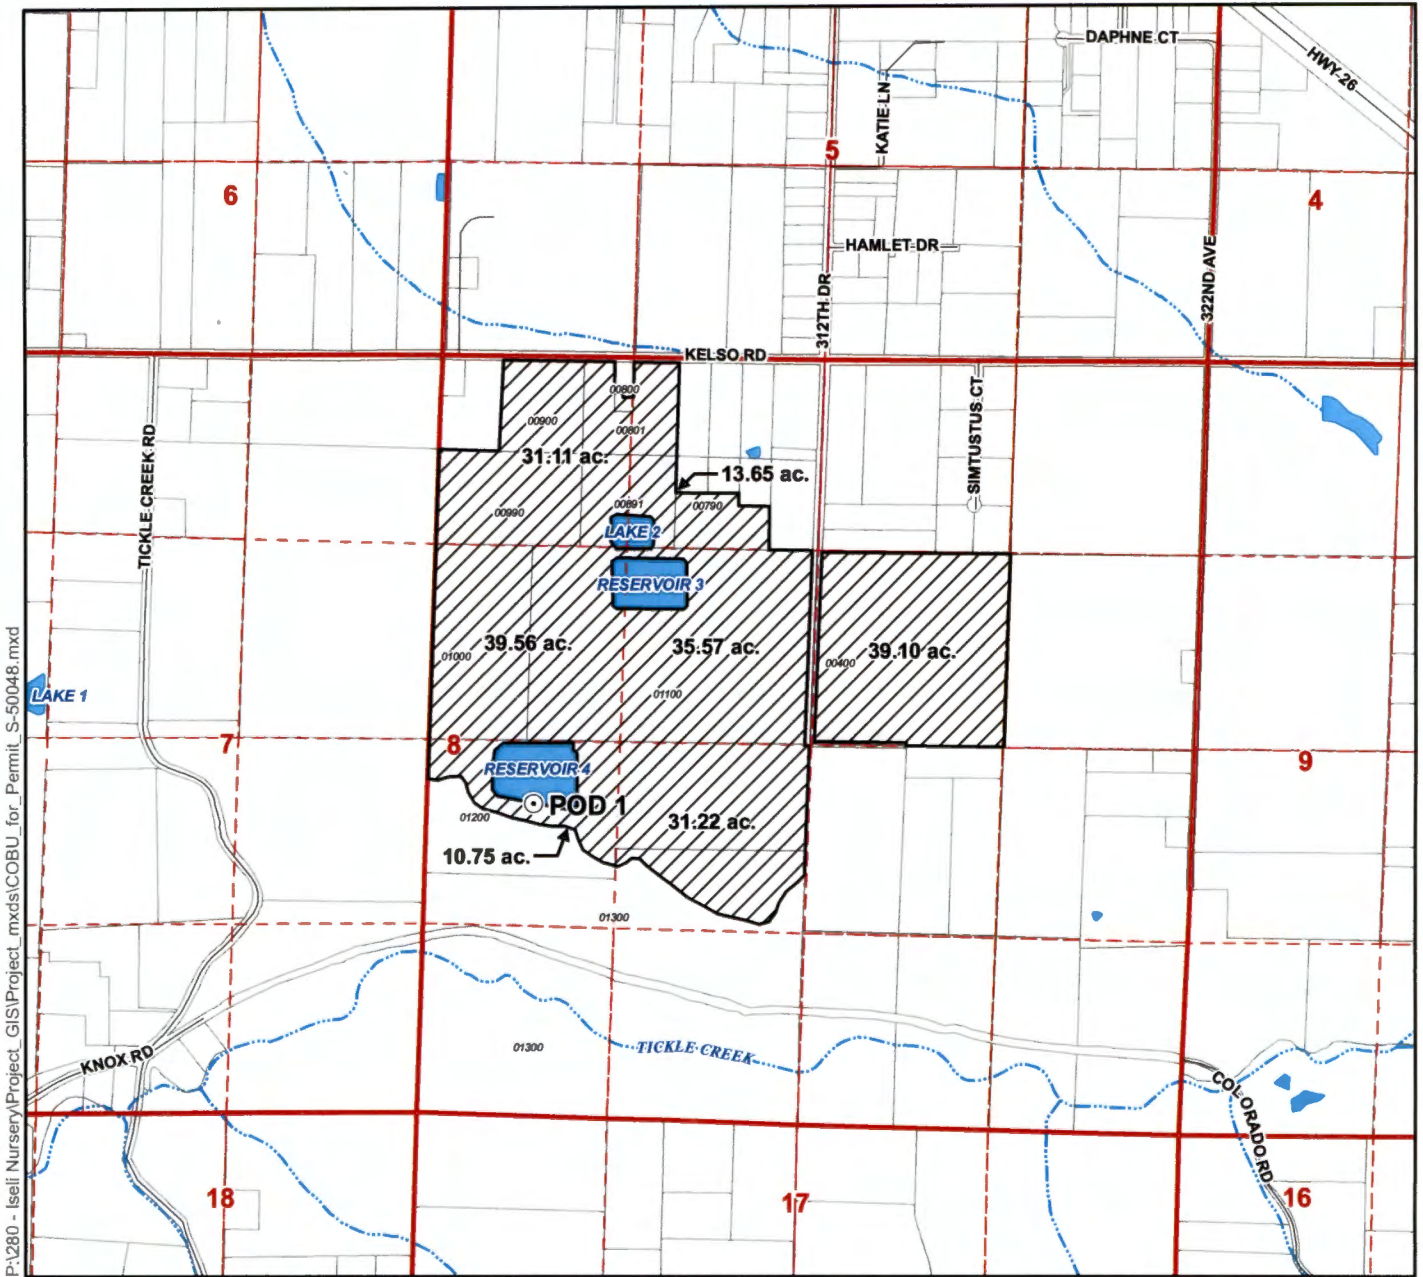 DAPHNE CT
HWY 26
KATIE LN
5
6
4
HAMLET DR
312TH DR
322ND AVE
KELSO RD
00800
SIMTUSTUS CT
00900
00801
TICKLE CREEK RD
31.11 ac.
13.65 ac.
00891
00790
00990
LAKE 2
RESERVOIR 3
39.56 ac.
35.57 ac.
39.10 ac.
01000
00400
01100
LAKE 1
7
8
9
RESERVOIR 4
POD 1
01200
31.22 ac.
10.75 ac.
01300
01300
TICKLE CREEK
KNOX RD
COLORADO RD
18
17
16
P:\280 - Iseli Nursery\Project_GIS\Project_mxds\COBU_for_Permit_S-50048.mxd